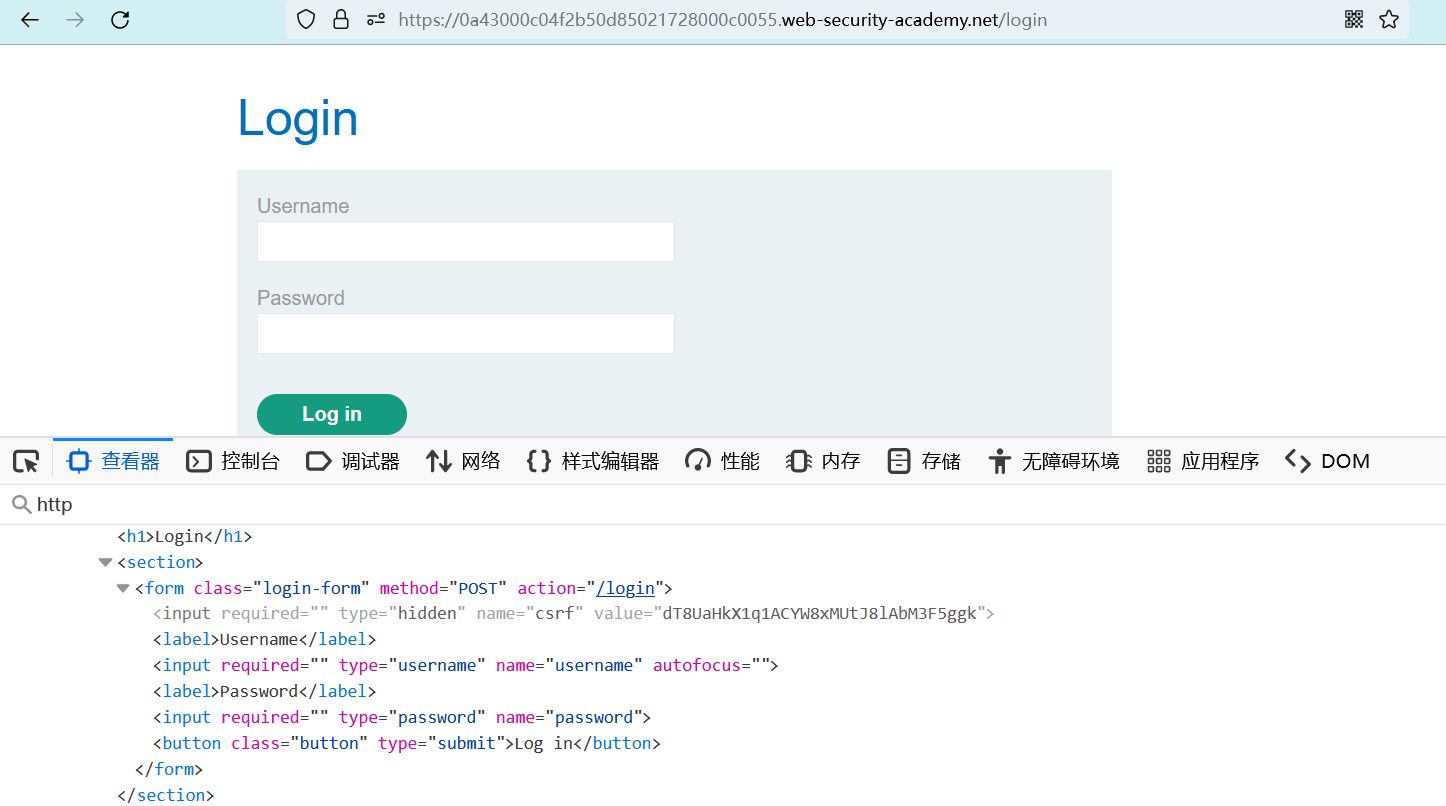 https://0a43000c04f2b50d85021728000c0055.web-security-academy.net/login
Login
Username
Password
Log in
查看器 控制台 调试器 网络 样式编辑器 性能 内存 存储 无障碍环境 应用程序 DOM
http
<h1>Login</h1>
<section>
<form class="login-form" method="POST" action="/login">
<input required="" type="hidden" name="csrf" value="dT8UaHkX1q1ACYW8xMUtJ8lAbM3F5ggk">
<label>Username</label>
<input required="" type="username" name="username" autofocus="">
<label>Password</label>
<input required="" type="password" name="password">
<button class="button" type="submit">Log in</button>
</form>
</section>